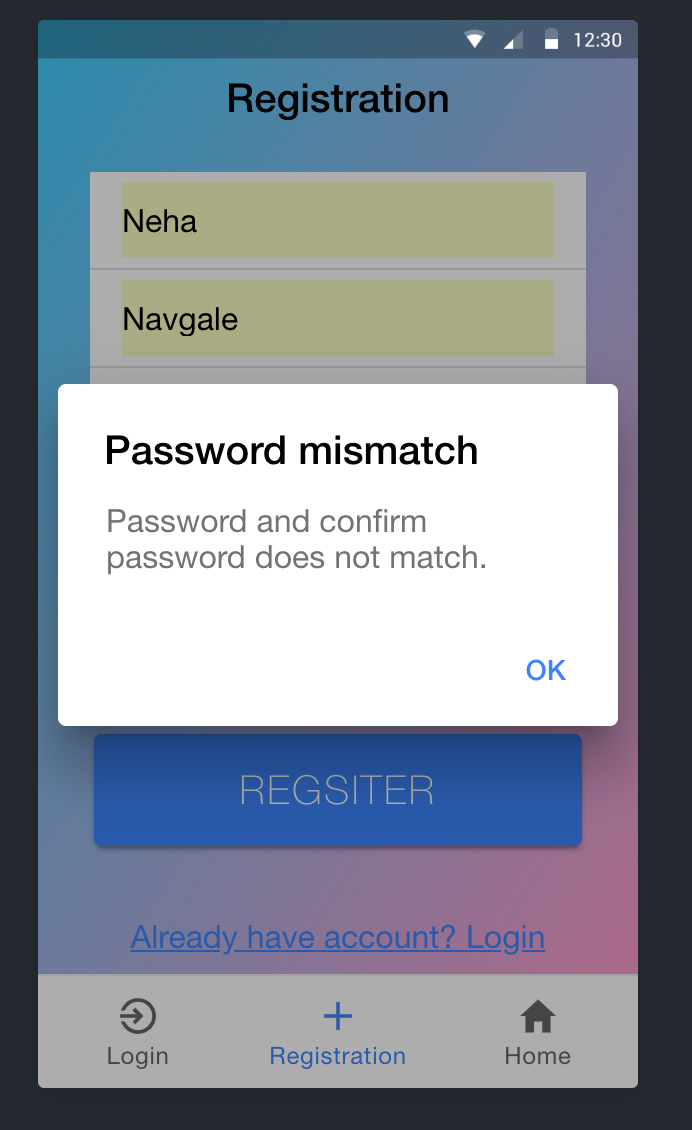 12:30
Registration
Neha
Navgale
Password mismatch
Password and confirm
password does not match.
OK
REGSITER
Already have account? Login
Login
Registration
Home